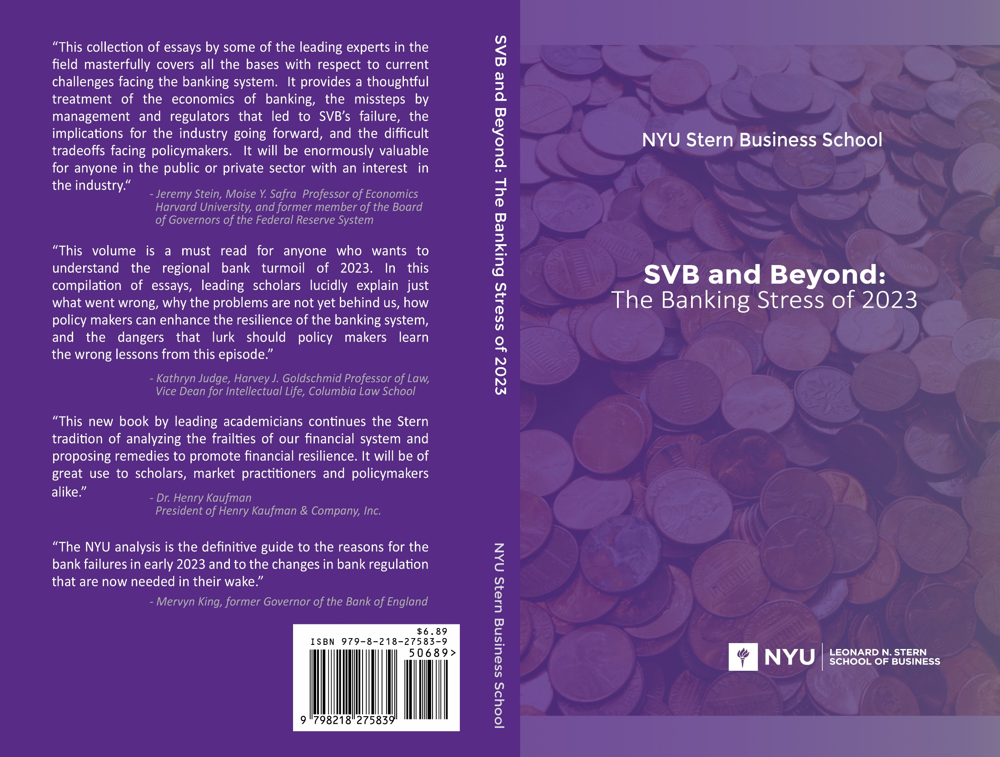 “This collection of essays by some of the leading experts in the
field masterfully covers all the bases with respect to current
challenges facing the banking system.  It provides a thoughtful
treatment of the economics of banking, the missteps by
management and regulators that led to SVB’s failure, the
implications for the industry going forward, and the difficult
tradeoffs facing policymakers.  It will be enormously valuable
for anyone in the public or private sector with an interest  in
the industry.“
- Jeremy Stein, Moise Y. Safra  Professor of Economics
Harvard University, and former member of the Board
of Governors of the Federal Reserve System
“This volume is a must read for anyone who wants to
understand the regional bank turmoil of 2023. In this
compilation of essays, leading scholars lucidly explain just
what went wrong, why the problems are not yet behind us, how
policy makers can enhance the resilience of the banking system,
and the dangers that lurk should policy makers learn
the wrong lessons from this episode.”
- Kathryn Judge, Harvey J. Goldschmid Professor of Law,
Vice Dean for Intellectual Life, Columbia Law School
“This new book by leading academicians continues the Stern
tradition of analyzing the frailties of our financial system and
proposing remedies to promote financial resilience. It will be of
great use to scholars, market practitioners and policymakers
alike.”
- Dr. Henry Kaufman
President of Henry Kaufman & Company, Inc.
“The NYU analysis is the definitive guide to the reasons for the
bank failures in early 2023 and to the changes in bank regulation
that are now needed in their wake.”
- Mervyn King, former Governor of the Bank of England
$6.89
ISBN 979-8-218-27583-9
50689>
9 798218 275839
SVB and Beyond: The Banking Stress of 2023
NYU Stern Business School
NYU Stern Business School
SVB and Beyond:
The Banking Stress of 2023
NYU
LEONARD N. STERN
SCHOOL OF BUSINESS